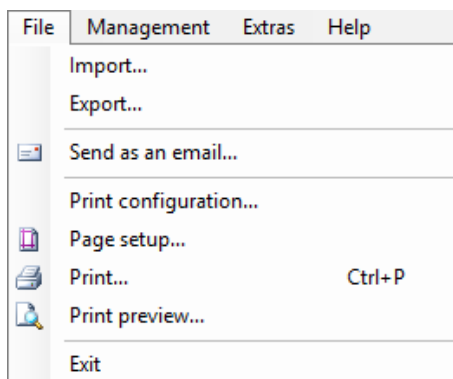 File Management Extras Help
Import...
Export...
Send as an email...
Print configuration...
Page setup...
Print... Ctrl+P
Print preview...
Exit